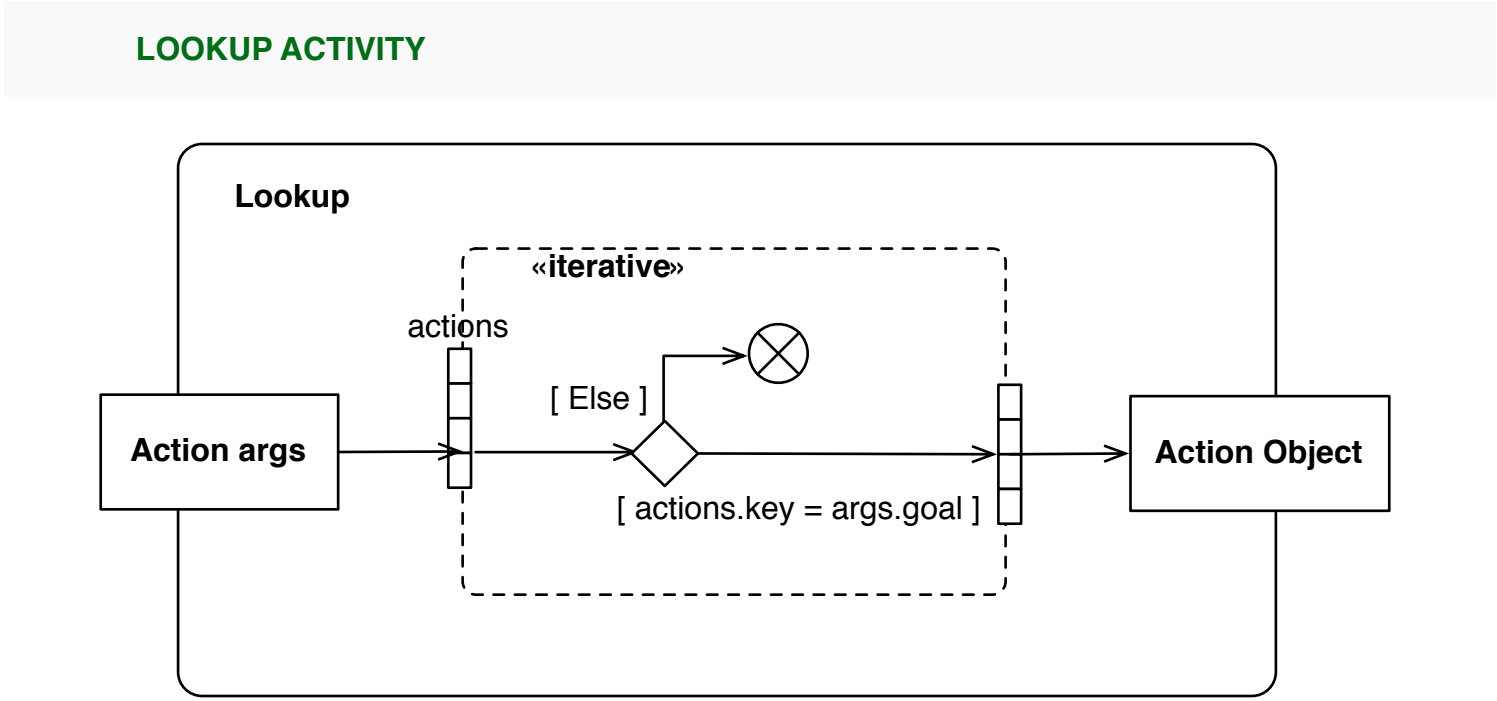 LOOKUP ACTIVITY
Lookup
«iterative»
actions
[ Else ]
Action args
Action Object
[ actions.key = args.goal ]